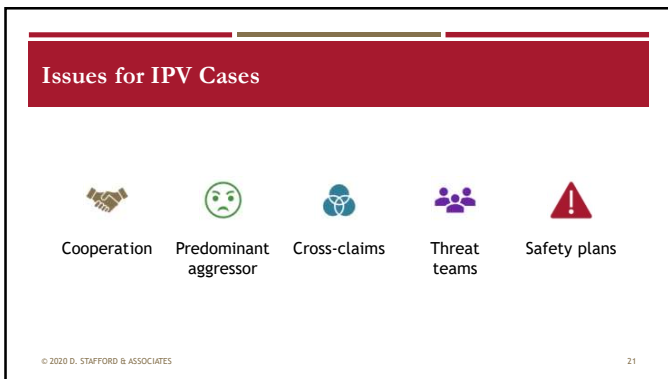 Issues for IPV Cases
Cooperation
Predominant
aggressor
Cross-claims
Threat
teams
Safety plans
© 2020 D. STAFFORD & ASSOCIATES
21